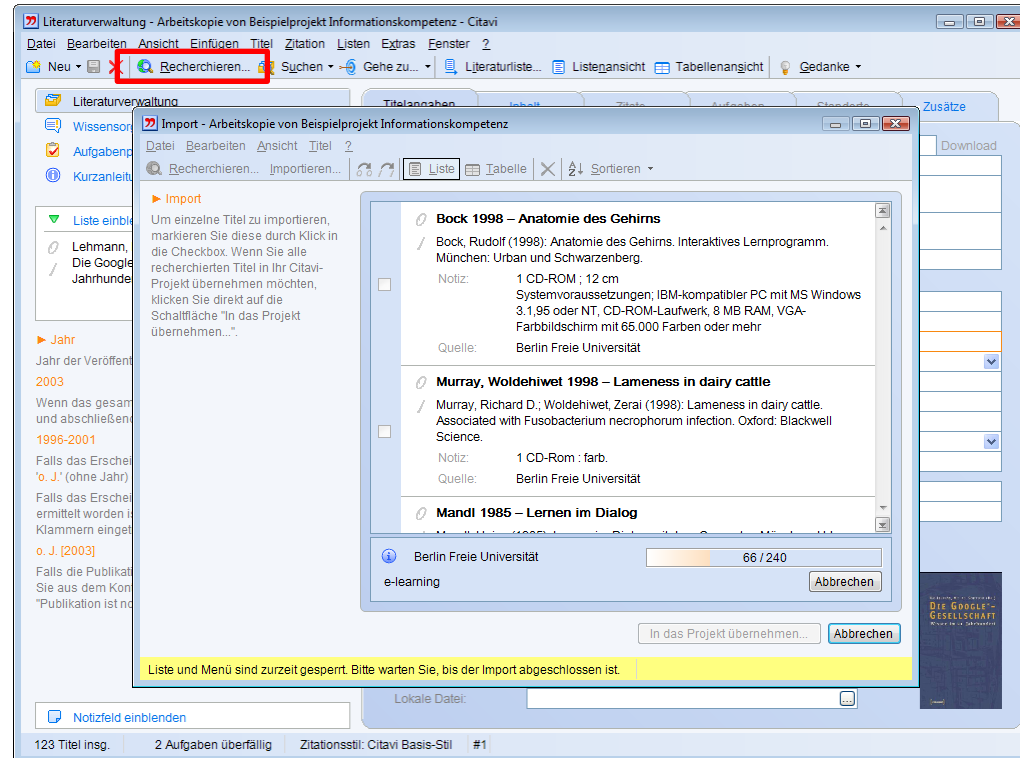 Literaturverwaltung - Arbeitskopie von Beispielprojekt Informationskompetenz - Citavi
Datei Bearbeiten Ansicht Einfügen Titel Zitation Listen Extras Fenster ?
Neu Recherchieren... Suchen Gehe zu... Literaturliste... Listenansicht Tabellenansicht Gedanke
Literaturverwaltung
Titelangaben Inhalt Zitate Aufgaben Standorte Zusätze
Wissensor
Aufgabenp
Kurzanleitu
Download
Liste einble
Lehmann,
Die Google
Jahrhunde
Jahr
Jahr der Veröffent
2003
Wenn das gesam
und abschließend
1996-2001
Falls das Erschei
'o. J.' (ohne Jahr)
Falls das Erschei
ermittelt worden is
Klammern einget
o. J. [2003]
Falls die Publikat
Sie aus dem Kon
"Publikation ist no
Import - Arbeitskopie von Beispielprojekt Informationskompetenz
Datei Bearbeiten Ansicht Titel ?
Recherchieren... Importieren... Liste Tabelle Sortieren
Import
Um einzelne Titel zu importieren,
markieren Sie diese durch Klick in
die Checkbox. Wenn Sie alle
recherchierten Titel in Ihr Citavi-
Projekt übernehmen möchten,
klicken Sie direkt auf die
Schaltfläche "In das Projekt
übernehmen...".
Bock 1998 – Anatomie des Gehirns
Bock, Rudolf (1998): Anatomie des Gehirns. Interaktives Lernprogramm.
München: Urban und Schwarzenberg.
Notiz: 1 CD-ROM ; 12 cm
Systemvoraussetzungen; IBM-kompatibler PC mit MS Windows
3.1,95 oder NT, CD-ROM-Laufwerk, 8 MB RAM, VGA-
Farbbildschirm mit 65.000 Farben oder mehr
Quelle: Berlin Freie Universität
Murray, Woldehiwet 1998 – Lameness in dairy cattle
Murray, Richard D.; Woldehiwet, Zerai (1998): Lameness in dairy cattle.
Associated with Fusobacterium necrophorum infection. Oxford: Blackwell
Science.
Notiz: 1 CD-Rom : farb.
Quelle: Berlin Freie Universität
Mandl 1985 – Lernen im Dialog
Berlin Freie Universität 66 / 240
e-learning Abbrechen
In das Projekt übernehmen... Abbrechen
Liste und Menü sind zurzeit gesperrt. Bitte warten Sie, bis der Import abgeschlossen ist.
DIE GOOGLE-
GESELLSCHAFT
Lokale Datei: ...
Notizfeld einblenden
123 Titel insg. 2 Aufgaben überfällig Zitationsstil: Citavi Basis-Stil #1